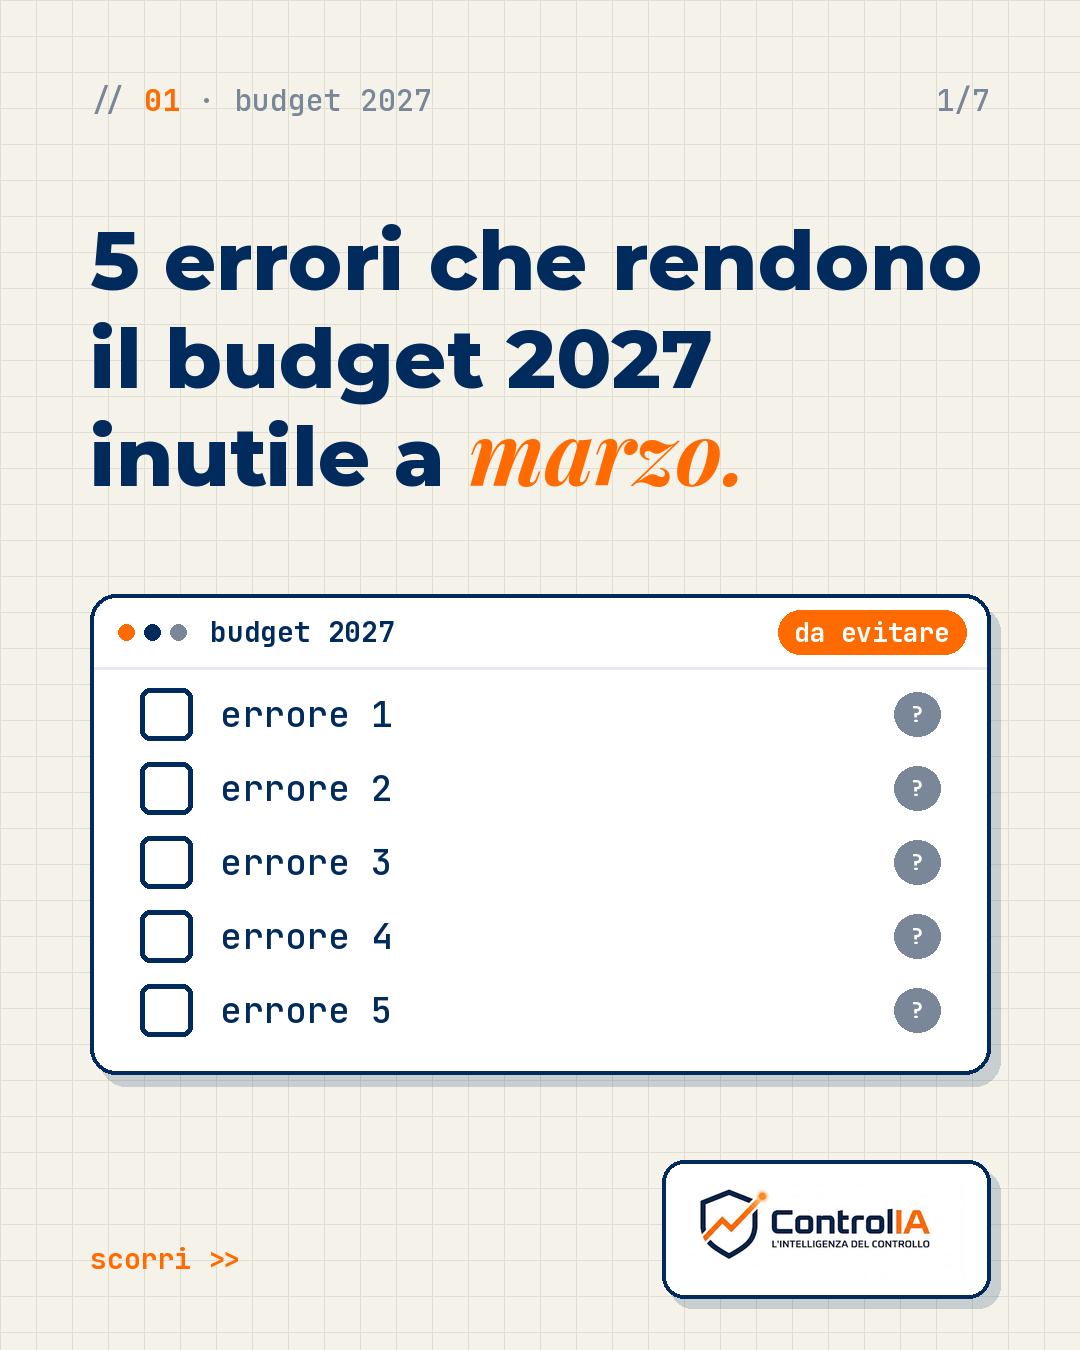 // 01 · budget 2027
1/7
5 errori che rendono
il budget 2027
inutile a marzo.
budget 2027
da evitare
errore 1
?
errore 2
?
errore 3
?
errore 4
?
errore 5
?
scorri >>
ControlIA
L'INTELLIGENZA DEL CONTROLLO